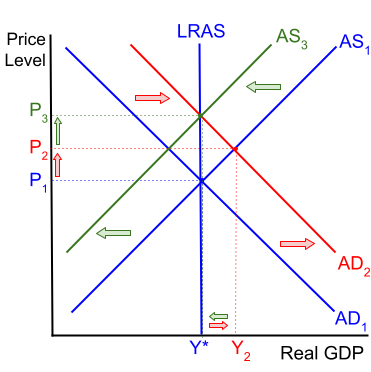 Price
Level
LRAS
AS3
AS1
P3
P2
P1
AD2
AD1
Y*
Y2
Real GDP